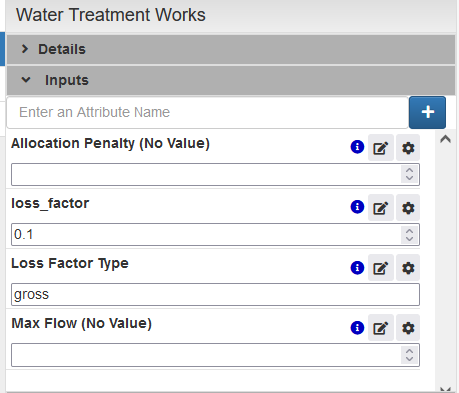 Water Treatment Works
Details
Inputs
Enter an Attribute Name
Allocation Penalty (No Value)
loss_factor
0.1
Loss Factor Type
gross
Max Flow (No Value)